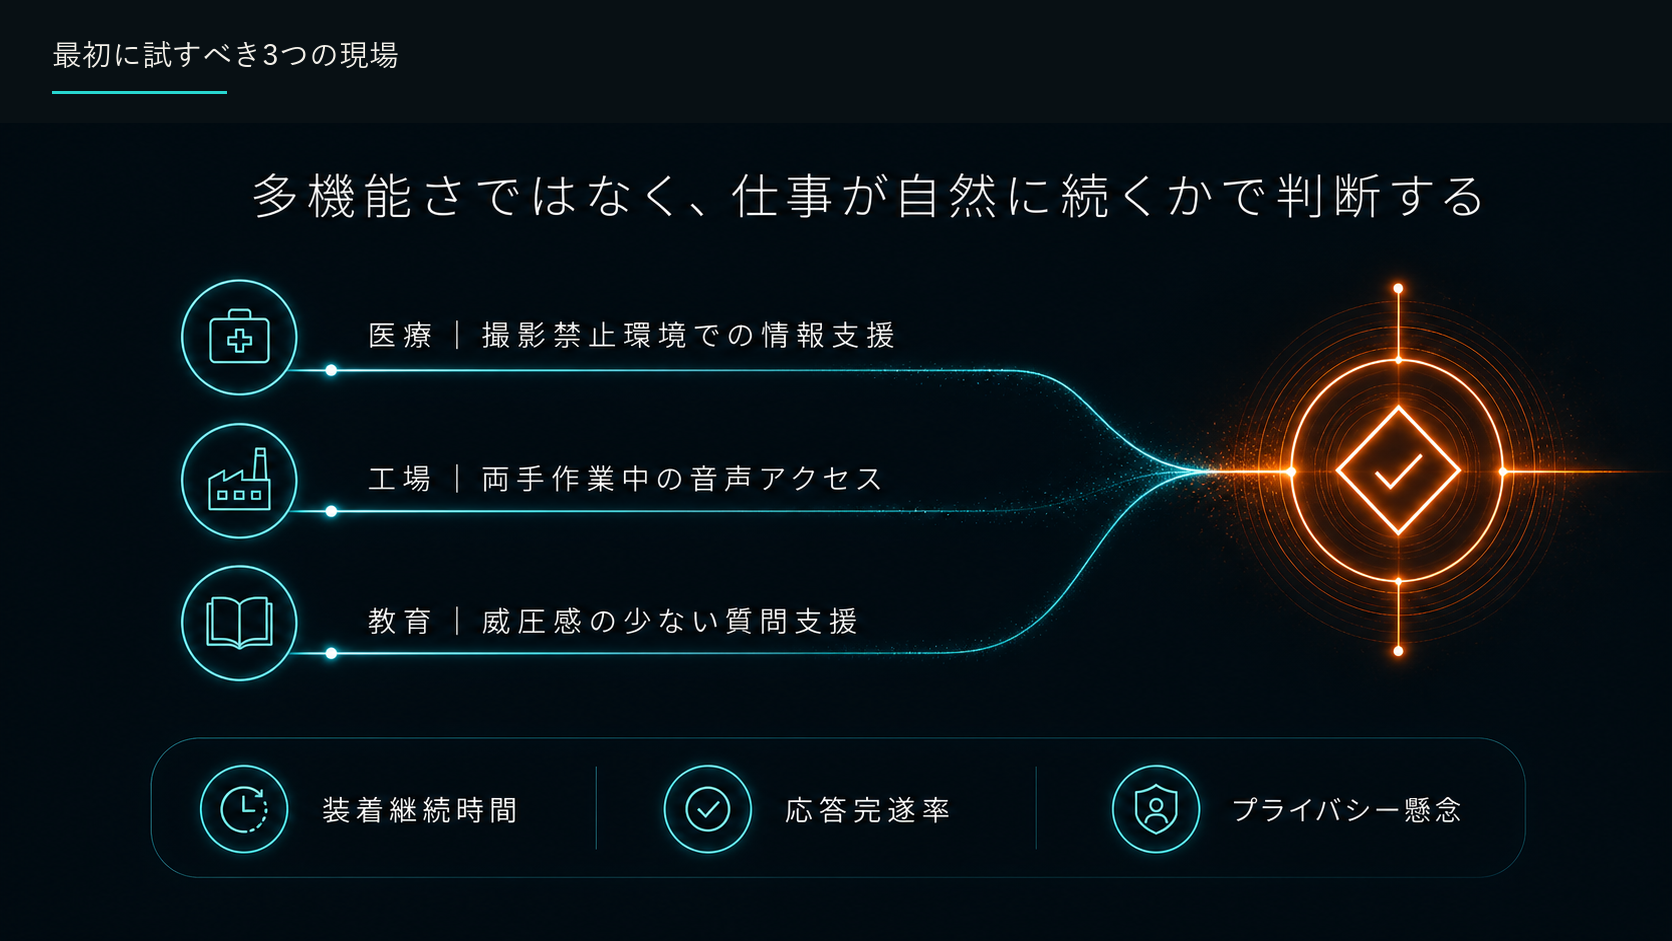 最初に試すべき3つの現場
多機能さではなく、仕事が自然に続くかで判断する
医療｜撮影禁止環境での情報支援
工場｜両手作業中の音声アクセス
教育｜威圧感の少ない質問支援
装着継続時間
応答完遂率
プライバシー懸念